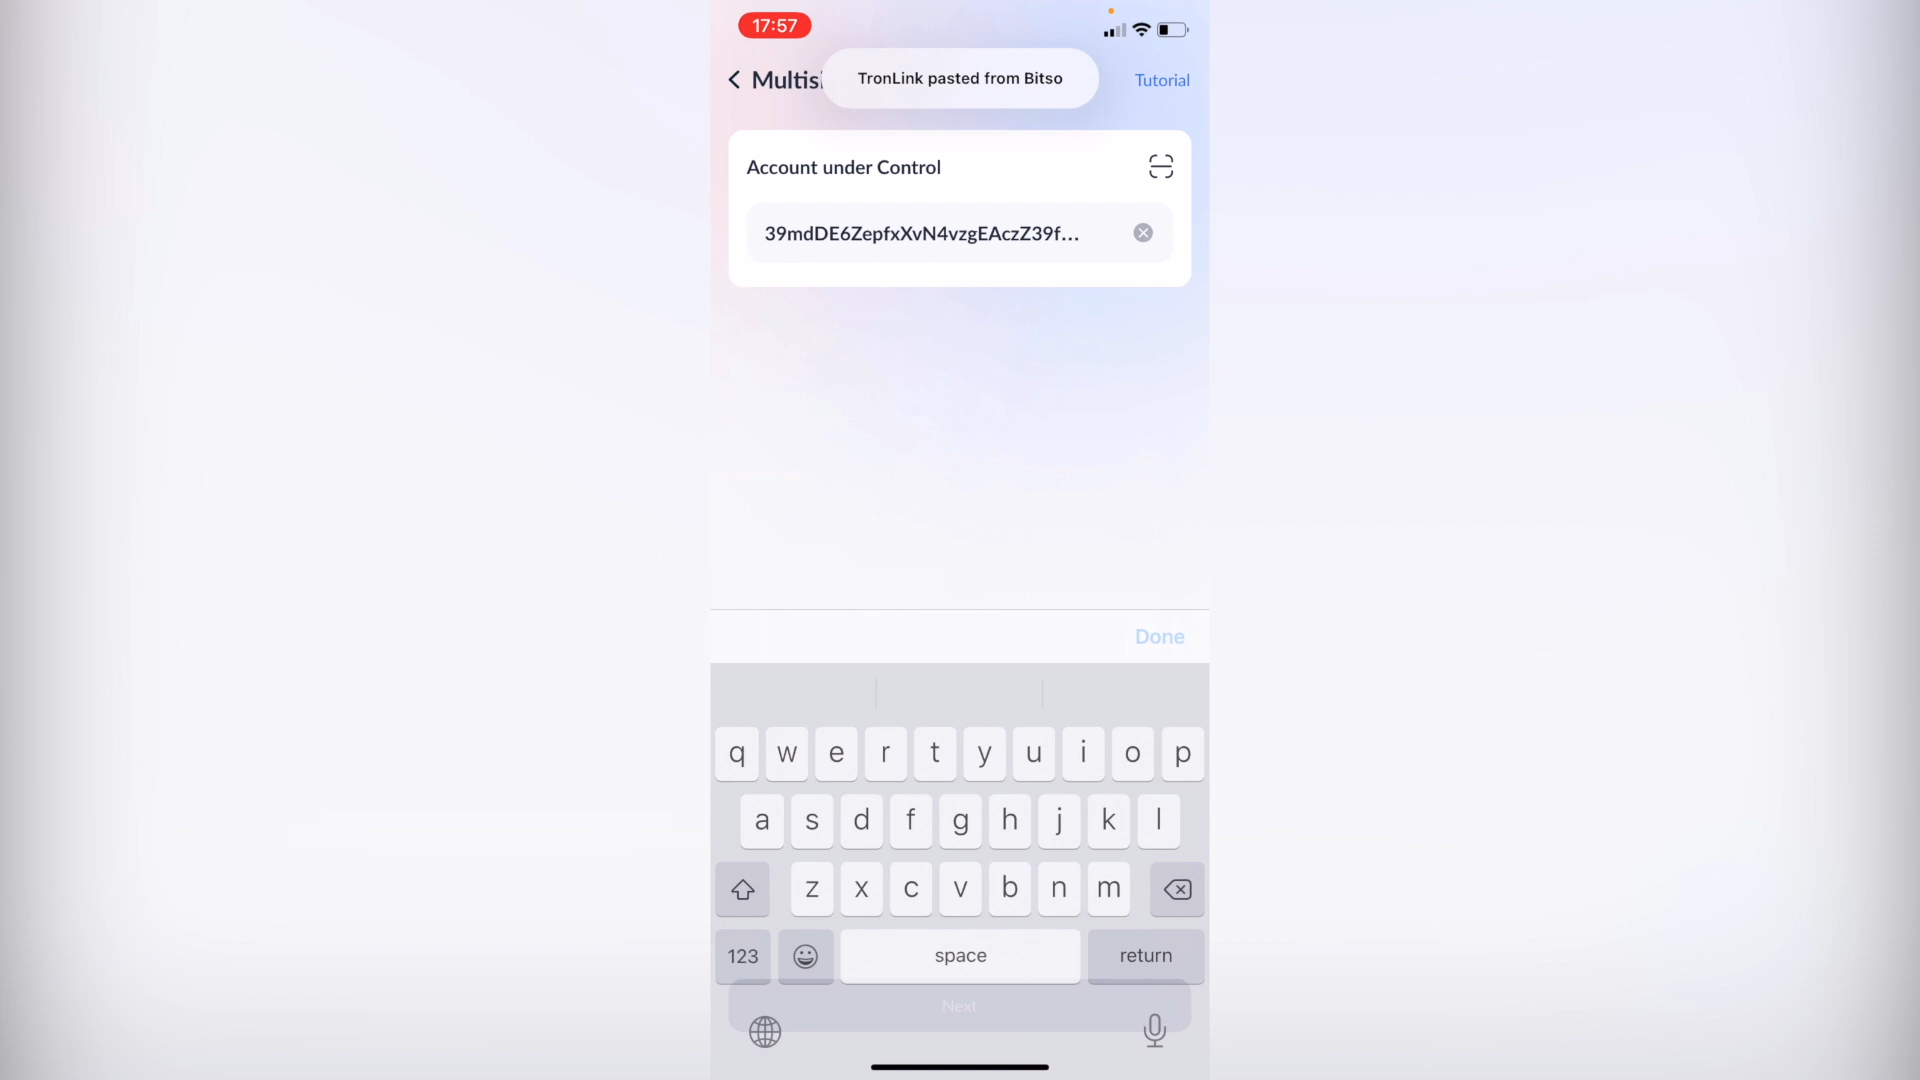 17:57
Multisi
TronLink pasted from Bitso
Tutorial
Account under Control
39mdDE6ZepfxXvN4vzgEAczZ39f...
Done
q w e r t y u i o p
a s d f g h j k l
z x c v b n m
123 space return
Next